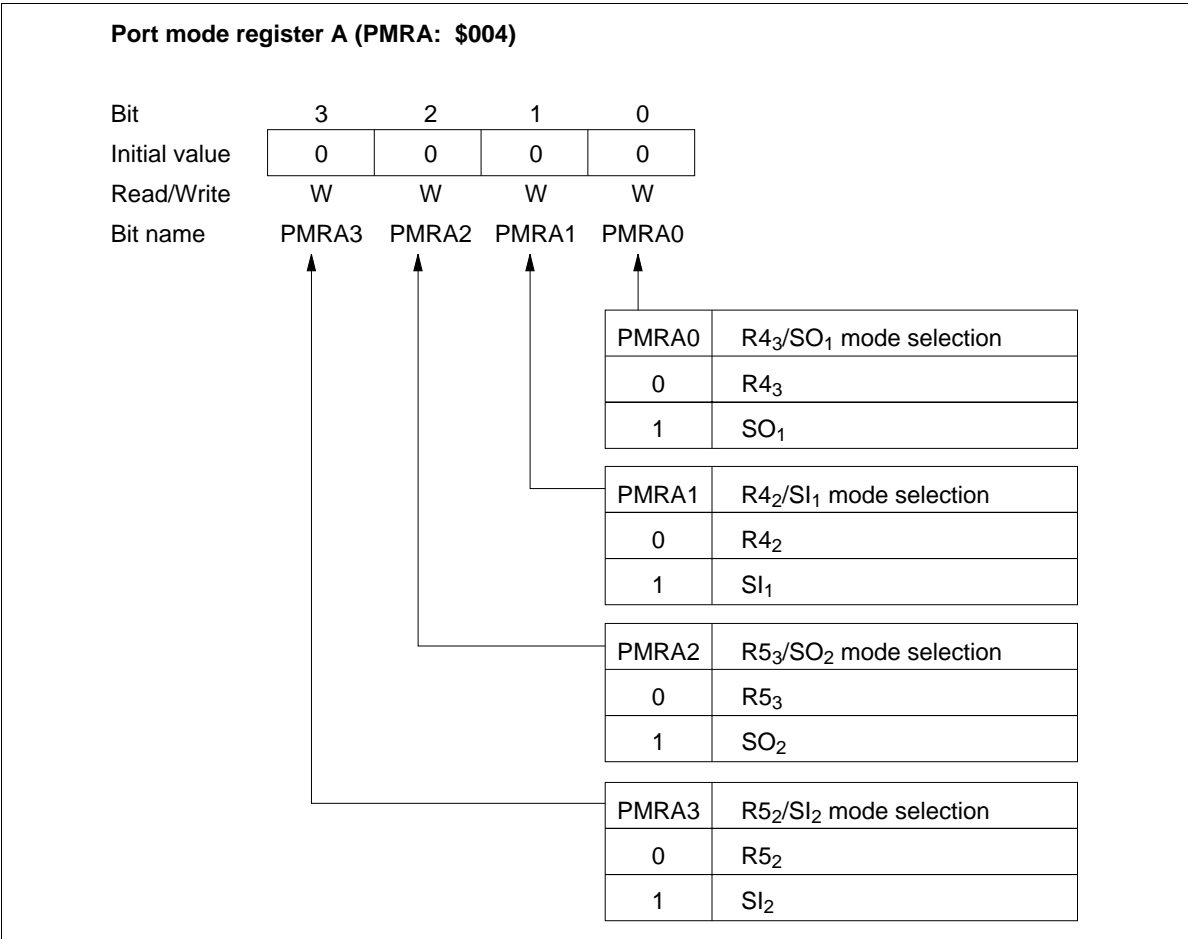 Port mode register A (PMRA: $004)
Bit 3 2 1 0
Initial value 0 0 0 0
Read/Write W W W W
Bit name PMRA3 PMRA2 PMRA1 PMRA0
PMRA0 R4₃/SO₁ mode selection
0 R4₃
1 SO₁
PMRA1 R4₂/SI₁ mode selection
0 R4₂
1 SI₁
PMRA2 R5₃/SO₂ mode selection
0 R5₃
1 SO₂
PMRA3 R5₂/SI₂ mode selection
0 R5₂
1 SI₂